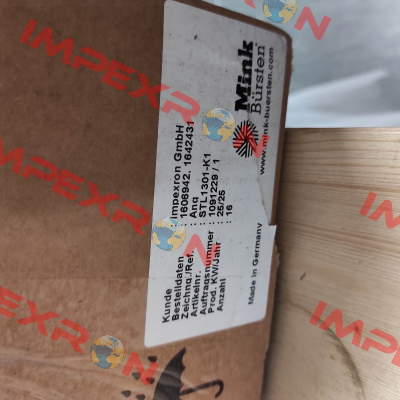 Kunde : Impexron GmbH
Bestelldaten : 1606942, 1642431
Zeichng./Ref. : Ang
Artikelnr. : STL1301-K1
Auftragsnummer : 1091229 / 1
Prod. KW/Jahr : 25/25
Anzahl : 16
Made in Germany
Mink
Bürsten
www.mink-buersten.com
IMPEXRON
IMPEXRON
IMPEXRON
IMPEXRON